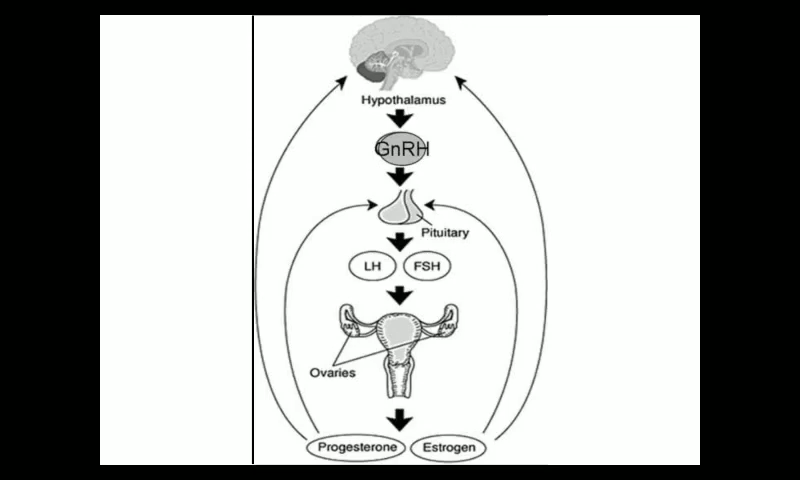 Hypothalamus
GnRH
Pituitary
LH
FSH
Ovaries
Progesterone
Estrogen